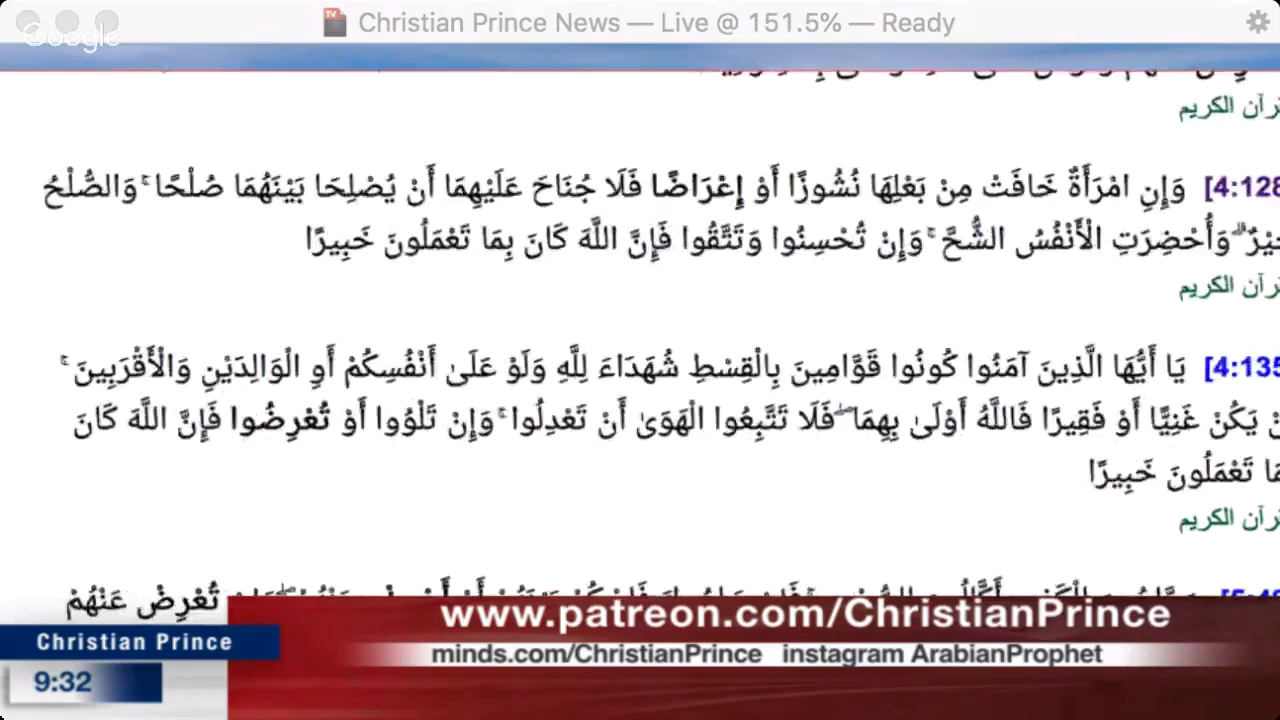 Christian Prince News — Live @ 151.5% — Ready
Google
رآن الكريم
[4:128 وَإِنِ امْرَأَةٌ خَافَتْ مِنْ بَعْلِهَا نُشُوزًا أَوْ إِعْرَاضًا فَلَا جُنَاحَ عَلَيْهِمَا أَنْ يُصْلِحَا بَيْنَهُمَا صُلْحًا ۚ وَالصُّلْحُ
خَيْرٌ ۗ وَأُحْضِرَتِ الْأَنْفُسُ الشُّحَّ ۚ وَإِنْ تُحْسِنُوا وَتَتَّقُوا فَإِنَّ اللَّهَ كَانَ بِمَا تَعْمَلُونَ خَبِيرًا
رآن الكريم
[4:135 يَا أَيُّهَا الَّذِينَ آمَنُوا كُونُوا قَوَّامِينَ بِالْقِسْطِ شُهَدَاءَ لِلَّهِ وَلَوْ عَلَىٰ أَنْفُسِكُمْ أَوِ الْوَالِدَيْنِ وَالْأَقْرَبِينَ ۚ
يَكُنْ غَنِيًّا أَوْ فَقِيرًا فَاللَّهُ أَوْلَىٰ بِهِمَا ۖ فَلَا تَتَّبِعُوا الْهَوَىٰ أَنْ تَعْدِلُوا ۚ وَإِنْ تَلْوُوا أَوْ تُعْرِضُوا فَإِنَّ اللَّهَ كَانَ
تَعْمَلُونَ خَبِيرًا
رآن الكريم
تُعْرِضْ عَنْهُمْ
www.patreon.com/ChristianPrince
Christian Prince
minds.com/ChristianPrince instagram ArabianProphet
9:32